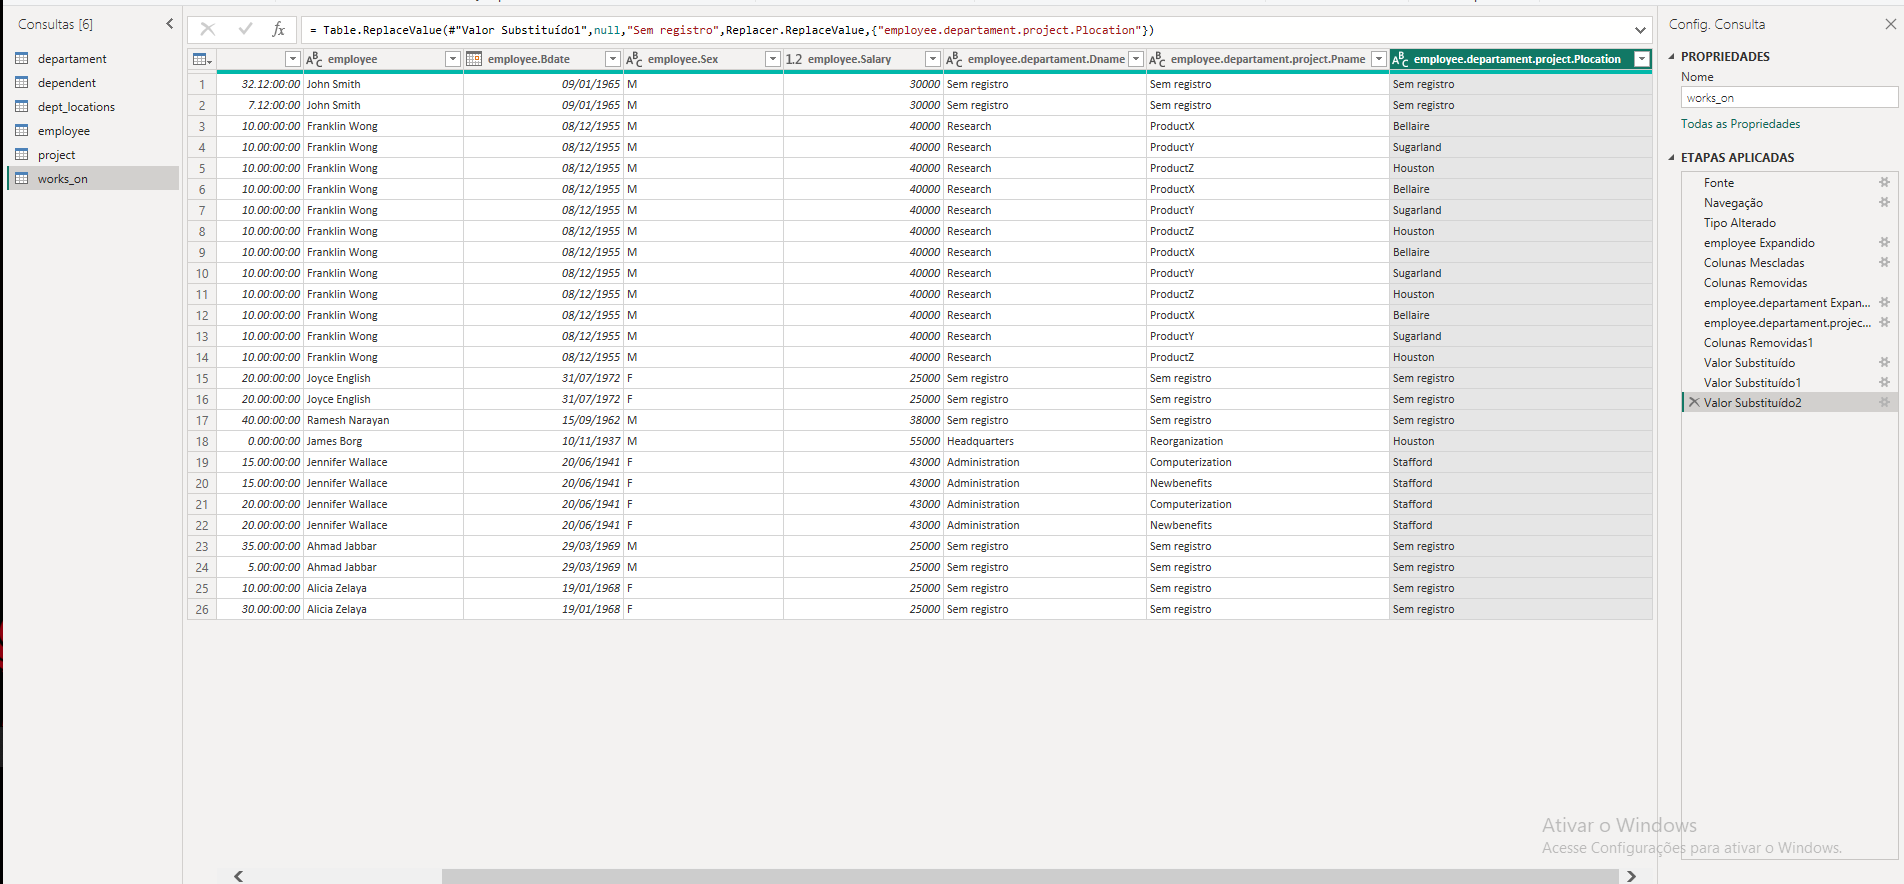 Consultas [6]
departament
dependent
dept_locations
employee
project
works_on
= Table.ReplaceValue(#"Valor Substituído1",null,"Sem registro",Replacer.ReplaceValue,{"employee.departament.project.Plocation"})
employee employee.Bdate employee.Sex 1.2 employee.Salary employee.departament.Dname employee.departament.project.Pname employee.departament.project.Plocation
1 32.12:00:00 John Smith 09/01/1965 M 30000 Sem registro Sem registro Sem registro
2 7.12:00:00 John Smith 09/01/1965 M 30000 Sem registro Sem registro Sem registro
3 10.00:00:00 Franklin Wong 08/12/1955 M 40000 Research ProductX Bellaire
4 10.00:00:00 Franklin Wong 08/12/1955 M 40000 Research ProductY Sugarland
5 10.00:00:00 Franklin Wong 08/12/1955 M 40000 Research ProductZ Houston
6 10.00:00:00 Franklin Wong 08/12/1955 M 40000 Research ProductX Bellaire
7 10.00:00:00 Franklin Wong 08/12/1955 M 40000 Research ProductY Sugarland
8 10.00:00:00 Franklin Wong 08/12/1955 M 40000 Research ProductZ Houston
9 10.00:00:00 Franklin Wong 08/12/1955 M 40000 Research ProductX Bellaire
10 10.00:00:00 Franklin Wong 08/12/1955 M 40000 Research ProductY Sugarland
11 10.00:00:00 Franklin Wong 08/12/1955 M 40000 Research ProductZ Houston
12 10.00:00:00 Franklin Wong 08/12/1955 M 40000 Research ProductX Bellaire
13 10.00:00:00 Franklin Wong 08/12/1955 M 40000 Research ProductY Sugarland
14 10.00:00:00 Franklin Wong 08/12/1955 M 40000 Research ProductZ Houston
15 20.00:00:00 Joyce English 31/07/1972 F 25000 Sem registro Sem registro Sem registro
16 20.00:00:00 Joyce English 31/07/1972 F 25000 Sem registro Sem registro Sem registro
17 40.00:00:00 Ramesh Narayan 15/09/1962 M 38000 Sem registro Sem registro Sem registro
18 0.00:00:00 James Borg 10/11/1937 M 55000 Headquarters Reorganization Houston
19 15.00:00:00 Jennifer Wallace 20/06/1941 F 43000 Administration Computerization Stafford
20 15.00:00:00 Jennifer Wallace 20/06/1941 F 43000 Administration Newbenefits Stafford
21 20.00:00:00 Jennifer Wallace 20/06/1941 F 43000 Administration Computerization Stafford
22 20.00:00:00 Jennifer Wallace 20/06/1941 F 43000 Administration Newbenefits Stafford
23 35.00:00:00 Ahmad Jabbar 29/03/1969 M 25000 Sem registro Sem registro Sem registro
24 5.00:00:00 Ahmad Jabbar 29/03/1969 M 25000 Sem registro Sem registro Sem registro
25 10.00:00:00 Alicia Zelaya 19/01/1968 F 25000 Sem registro Sem registro Sem registro
26 30.00:00:00 Alicia Zelaya 19/01/1968 F 25000 Sem registro Sem registro Sem registro
Config. Consulta
PROPRIEDADES
Nome
works_on
Todas as Propriedades
ETAPAS APLICADAS
Fonte
Navegação
Tipo Alterado
employee Expandido
Colunas Mescladas
Colunas Removidas
employee.departament Expan...
employee.departament.projec...
Colunas Removidas1
Valor Substituído
Valor Substituído1
Valor Substituído2
Ativar o Windows
Acesse Configurações para ativar o Windows.